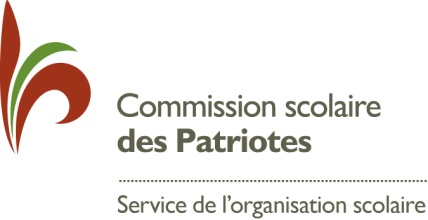 Commission scolaire
des Patriotes
Service de l'organisation scolaire